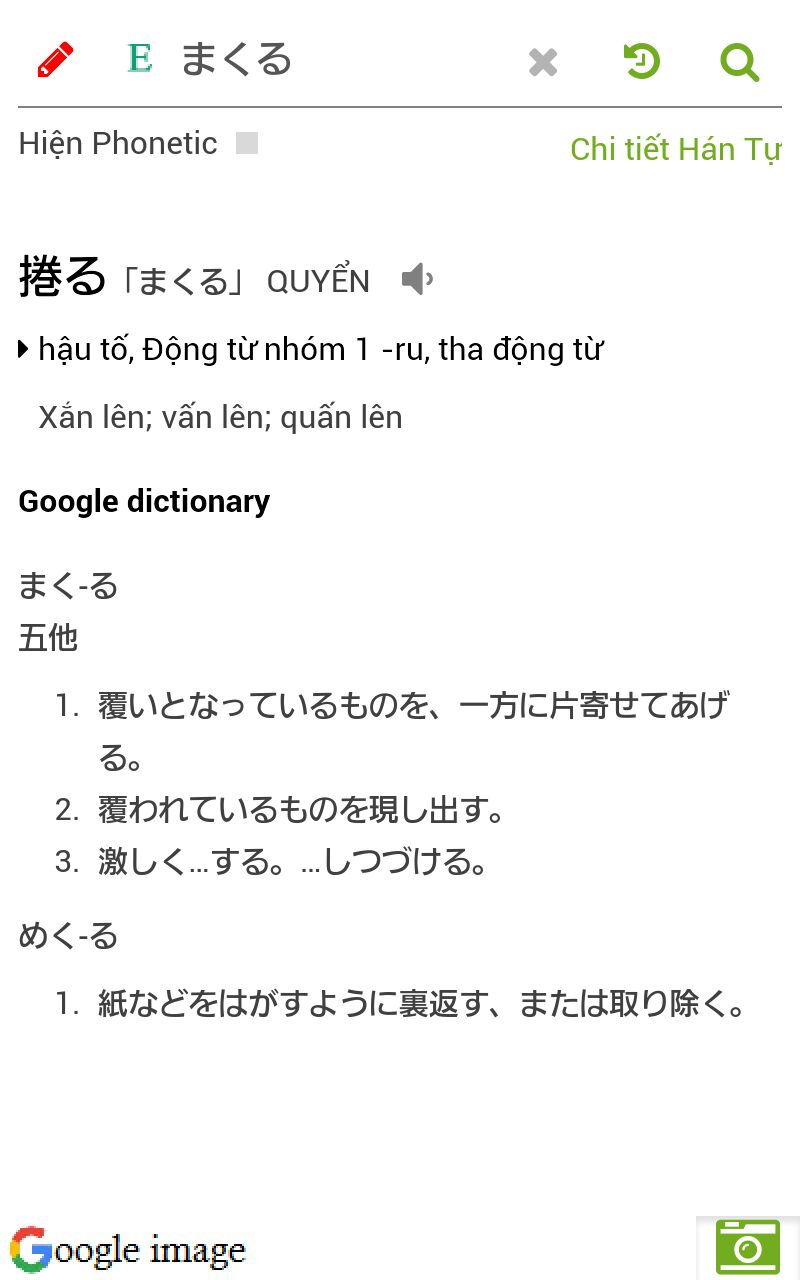 E まくる
Hiện Phonetic
Chi tiết Hán Tự
捲る「まくる」 QUYỂN
hậu tố, Động từ nhóm 1 -ru, tha động từ
Xắn lên; vấn lên; quấn lên
Google dictionary
まく-る
五他
1. 覆いとなっているものを、一方に片寄せてあげ
る。
2. 覆われているものを現し出す。
3. 激しく…する。…しつづける。
めく-る
1. 紙などをはがすように裏返す、または取り除く。
Google image